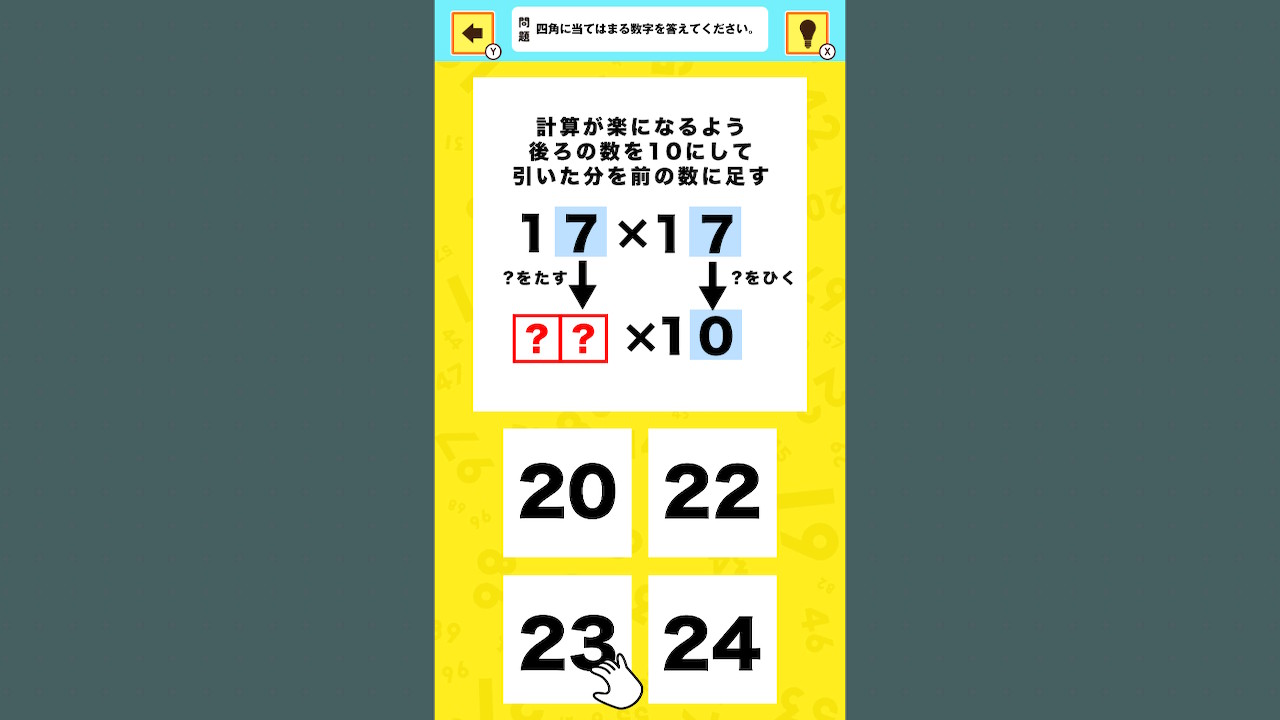 問題
四角に当てはまる数字を答えてください。
Y
X
計算が楽になるよう
後ろの数を10にして
引いた分を前の数に足す
17×17
?をたす
?をひく
??×10
20
22
23
24